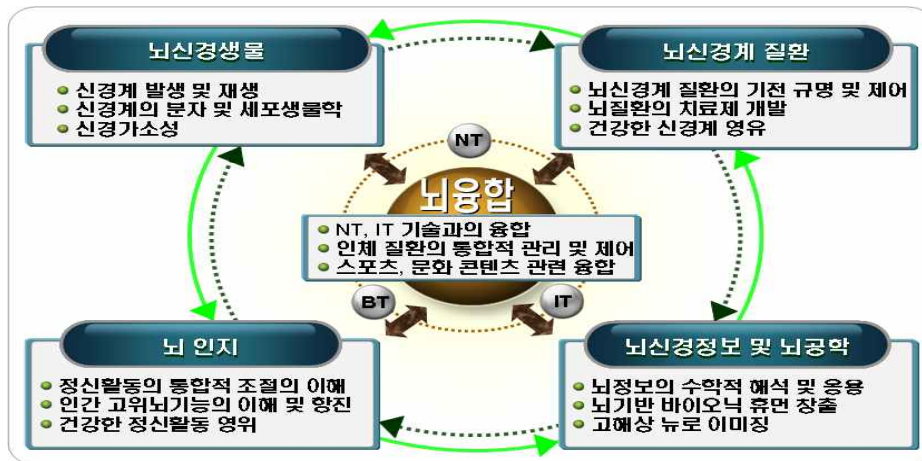 뇌신경생물
신경계 발생 및 재생
신경계의 분자 및 세포생물학
신경가소성
뇌신경계 질환
뇌신경계 질환의 기전 규명 및 제어
뇌질환의 치료제 개발
건강한 신경계 영유
NT
뇌융합
NT, IT 기술과의 융합
인체 질환의 통합적 관리 및 제어
스포츠, 문화 콘텐츠 관련 융합
BT
IT
뇌 인지
정신활동의 통합적 조절의 이해
인간 고위뇌기능의 이해 및 항진
건강한 정신활동 영위
뇌신경정보 및 뇌공학
뇌정보의 수학적 해석 및 응용
뇌기반 바이오닉 휴먼 창출
고해상 뉴로 이미징